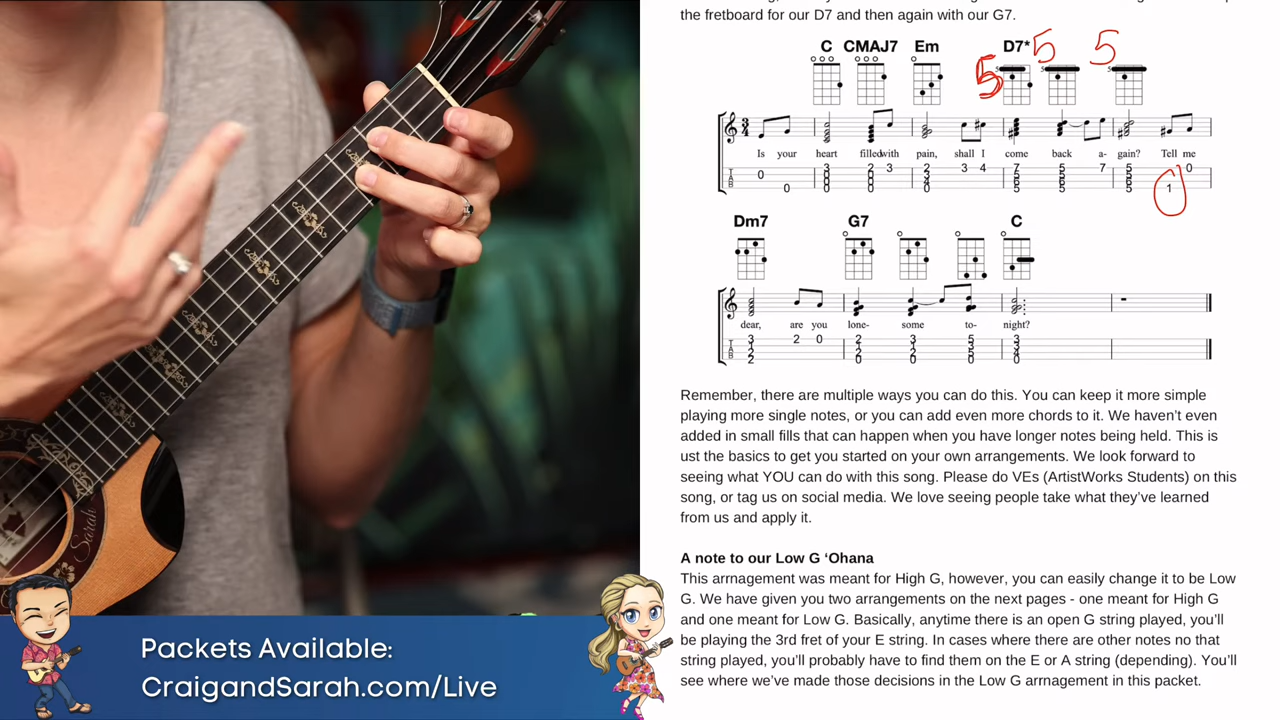 the fretboard for our D7 and then again with our G7.
C CMAJ7 Em D7*
5 5 5
Is your heart filledwith pain, shall I come back a- gain? Tell me
Dm7 G7 C
dear, are you lone- some to- night?
Remember, there are multiple ways you can do this. You can keep it more simple
playing more single notes, or you can add even more chords to it. We haven't even
added in small fills that can happen when you have longer notes being held. This is
ust the basics to get you started on your own arrangements. We look forward to
seeing what YOU can do with this song. Please do VEs (ArtistWorks Students) on this
song, or tag us on social media. We love seeing people take what they've learned
from us and apply it.
A note to our Low G 'Ohana
This arrnagement was meant for High G, however, you can easily change it to be Low
G. We have given you two arrangements on the next pages - one meant for High G
and one meant for Low G. Basically, anytime there is an open G string played, you'll
be playing the 3rd fret of your E string. In cases where there are other notes no that
string played, you'll probably have to find them on the E or A string (depending). You'll
see where we've made those decisions in the Low G arrnagement in this packet.
Sarah
Packets Available:
CraigandSarah.com/Live